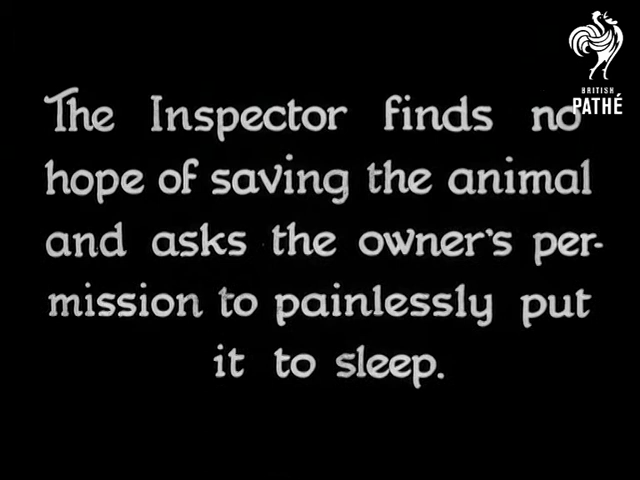 BRITISH
PATHÉ
The Inspector finds no
hope of saving the animal
and asks the owner's per-
mission to painlessly put
it to sleep.